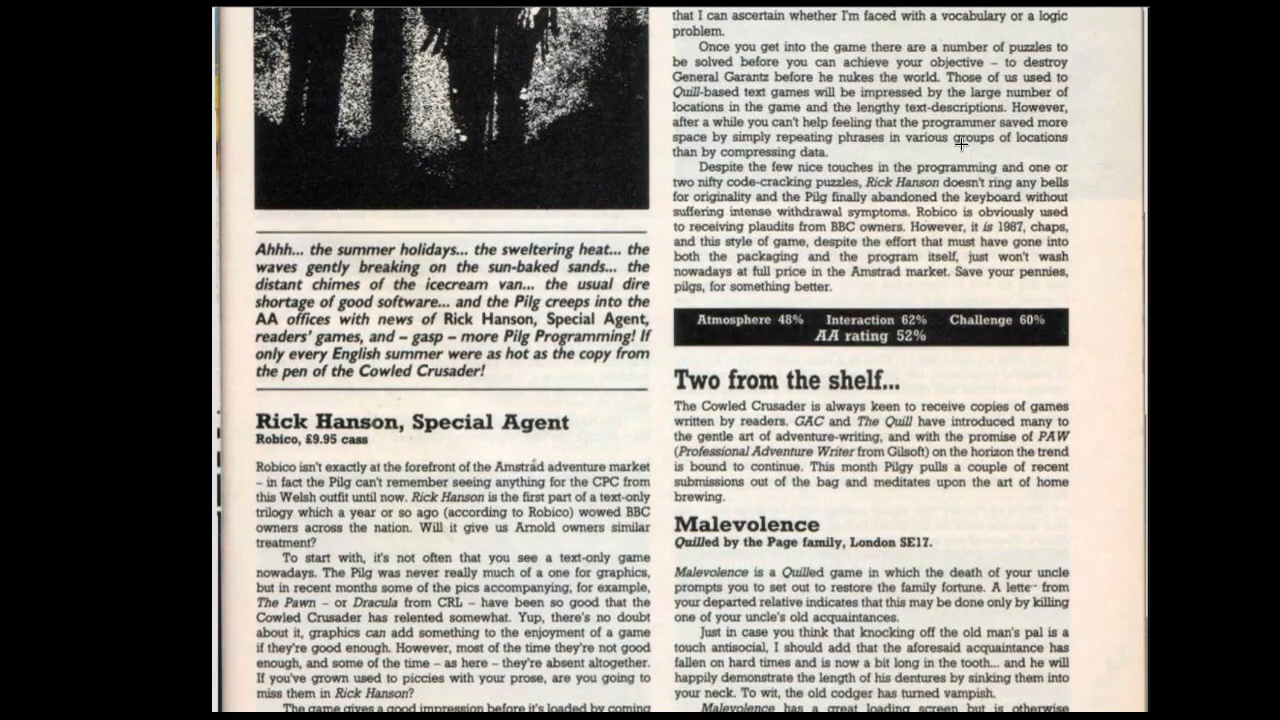 Ahhh... the summer holidays... the sweltering heat... the
waves gently breaking on the sun-baked sands... the
distant chimes of the icecream van... the usual dire
shortage of good software... and the Pilg creeps into the
AA offices with news of Rick Hanson, Special Agent,
readers' games, and – gasp – more Pilg Programming! If
only every English summer were as hot as the copy from
the pen of the Cowled Crusader!
Rick Hanson, Special Agent
Robico, £9.95 cass
Robico isn't exactly at the forefront of the Amstrad adventure market
– in fact the Pilg can't remember seeing anything for the CPC from
this Welsh outfit until now. Rick Hanson is the first part of a text-only
trilogy which a year or so ago (according to Robico) wowed BBC
owners across the nation. Will it give us Arnold owners similar
treatment?
To start with, it's not often that you see a text-only game
nowadays. The Pilg was never really much of a one for graphics,
but in recent months some of the pics accompanying, for example,
The Pawn – or Dracula from CRL – have been so good that the
Cowled Crusader has relented somewhat. Yup, there's no doubt
about it, graphics can add something to the enjoyment of a game
if they're good enough. However, most of the time they're not good
enough, and some of the time – as here – they're absent altogether.
If you've grown used to piccies with your prose, are you going to
miss them in Rick Hanson?
The game gives a good impression before it's loaded by coming
that I can ascertain whether I'm faced with a vocabulary or a logic
problem.
Once you get into the game there are a number of puzzles to
be solved before you can achieve your objective – to destroy
General Garantz before he nukes the world. Those of us used to
Quill-based text games will be impressed by the large number of
locations in the game and the lengthy text-descriptions. However,
after a while you can't help feeling that the programmer saved more
space by simply repeating phrases in various groups of locations
than by compressing data.
Despite the few nice touches in the programming and one or
two nifty code-cracking puzzles, Rick Hanson doesn't ring any bells
for originality and the Pilg finally abandoned the keyboard without
suffering intense withdrawal symptoms. Robico is obviously used
to receiving plaudits from BBC owners. However, it is 1987, chaps,
and this style of game, despite the effort that must have gone into
both the packaging and the program itself, just won't wash
nowadays at full price in the Amstrad market. Save your pennies,
pilgs, for something better.
Atmosphere 48% Interaction 62% Challenge 60%
AA rating 52%
Two from the shelf...
The Cowled Crusader is always keen to receive copies of games
written by readers. GAC and The Quill have introduced many to
the gentle art of adventure-writing, and with the promise of PAW
(Professional Adventure Writer from Gilsoft) on the horizon the trend
is bound to continue. This month Pilgy pulls a couple of recent
submissions out of the bag and meditates upon the art of home
brewing.
Malevolence
Quilled by the Page family, London SE17.
Malevolence is a Quilled game in which the death of your uncle
prompts you to set out to restore the family fortune. A letter from
your departed relative indicates that this may be done only by killing
one of your uncle's old acquaintances.
Just in case you think that knocking off the old man's pal is a
touch antisocial, I should add that the aforesaid acquaintance has
fallen on hard times and is now a bit long in the tooth... and he will
happily demonstrate the length of his dentures by sinking them into
your neck. To wit, the old codger has turned vampish.
Malevolence has a great loading screen but is otherwise